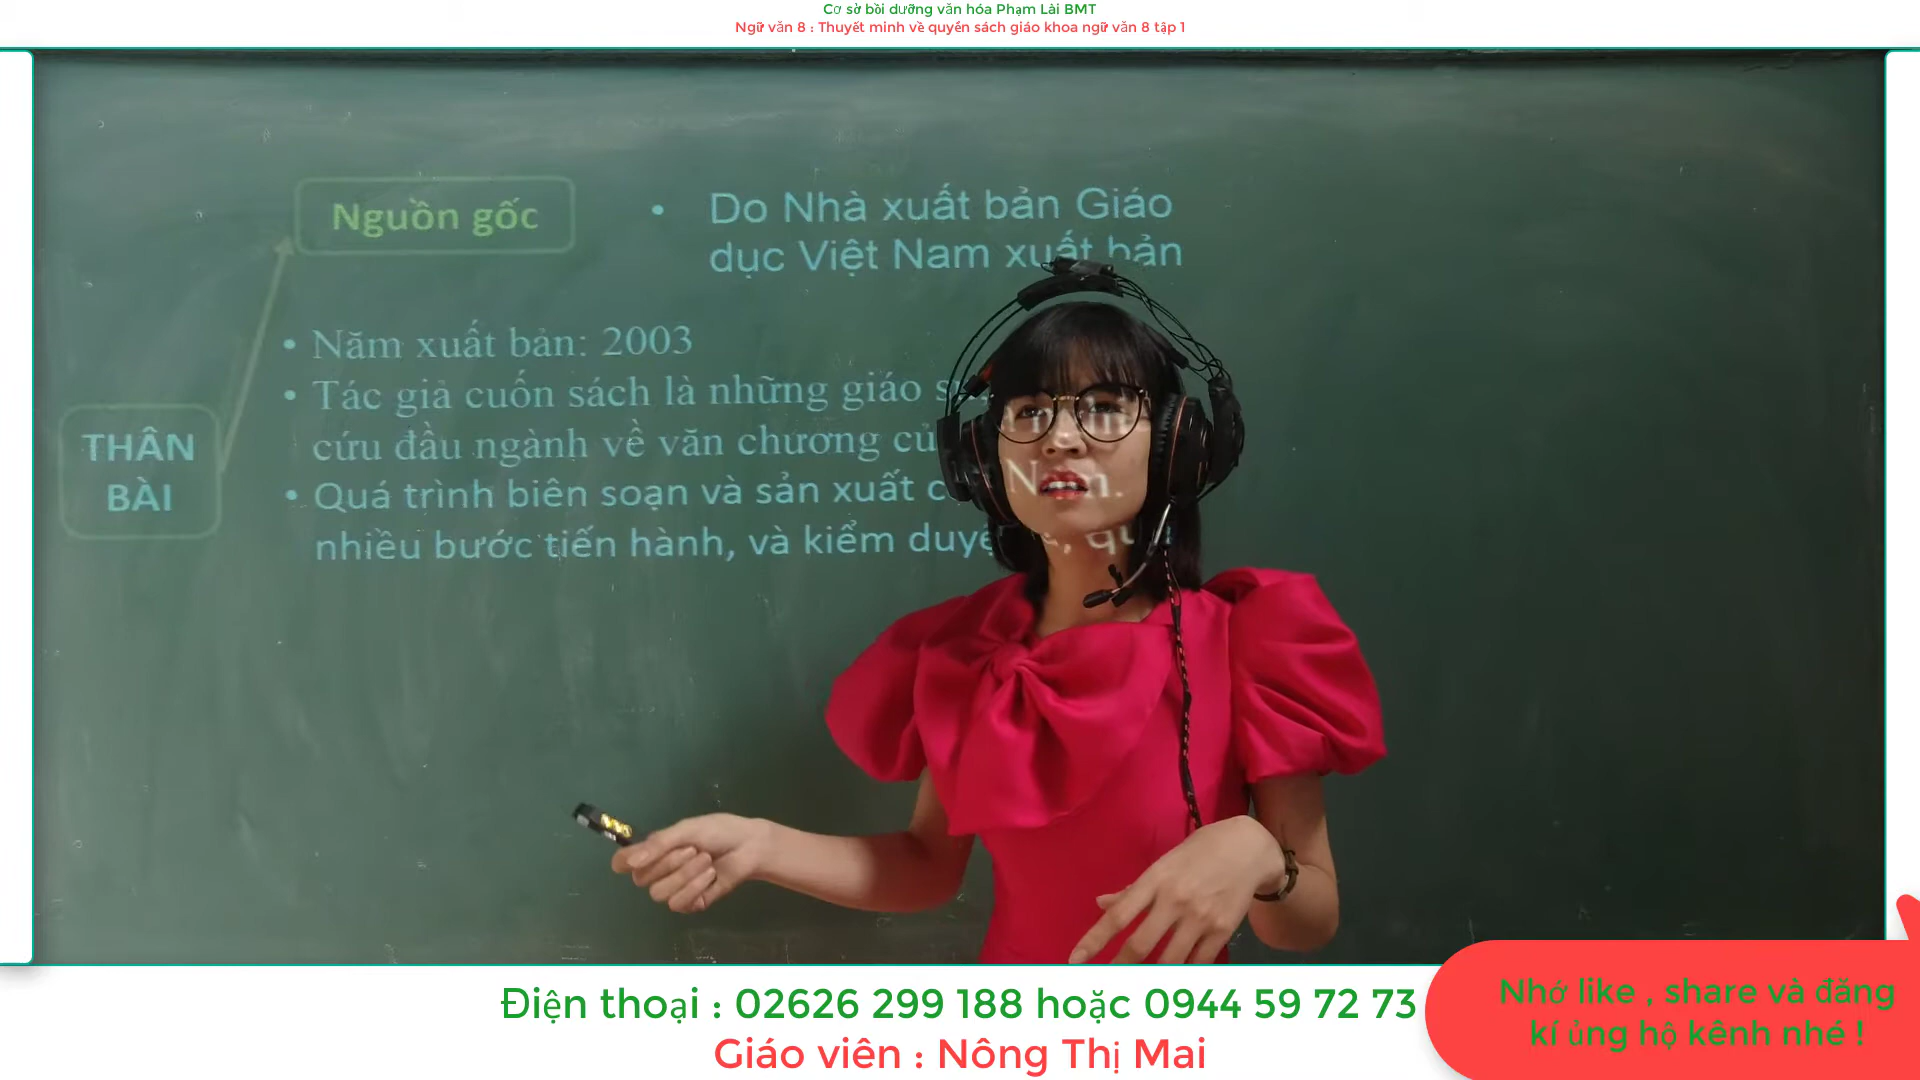 Cơ sở bồi dưỡng văn hóa Phạm Lài BMT
Ngữ văn 8 : Thuyết minh về quyển sách giáo khoa ngữ văn 8 tập 1
Nguồn gốc
• Do Nhà xuất bản Giáo
dục Việt Nam xuất bản
• Năm xuất bản: 2003
• Tác giả cuốn sách là những giáo
cứu đầu ngành về văn chương
Nam.
THÂN
BÀI
• Quá trình biên soạn và sản xuất
nhiều bước tiến hành, và kiểm
Điện thoại : 02626 299 188 hoặc 0944 59 72 73
Giáo viên : Nông Thị Mai
Nhớ like , share và đăng
kí ủng hộ kênh nhé !